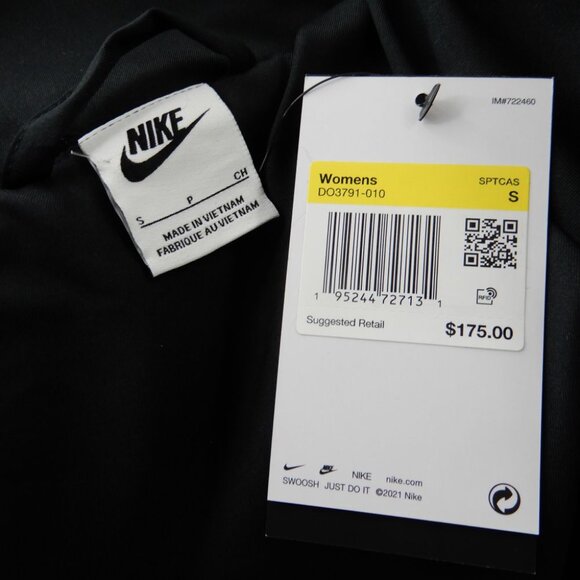 NIKE
S P CH
MADE IN VIETNAM
FABRIQUE AU VIETNAM
IM#722460
Womens SPTCAS
DO3791-010 S
1 95244 72713 1
RFID
Suggested Retail $175.00
NIKE nike.com
SWOOSH JUST DO IT ©2021 Nike